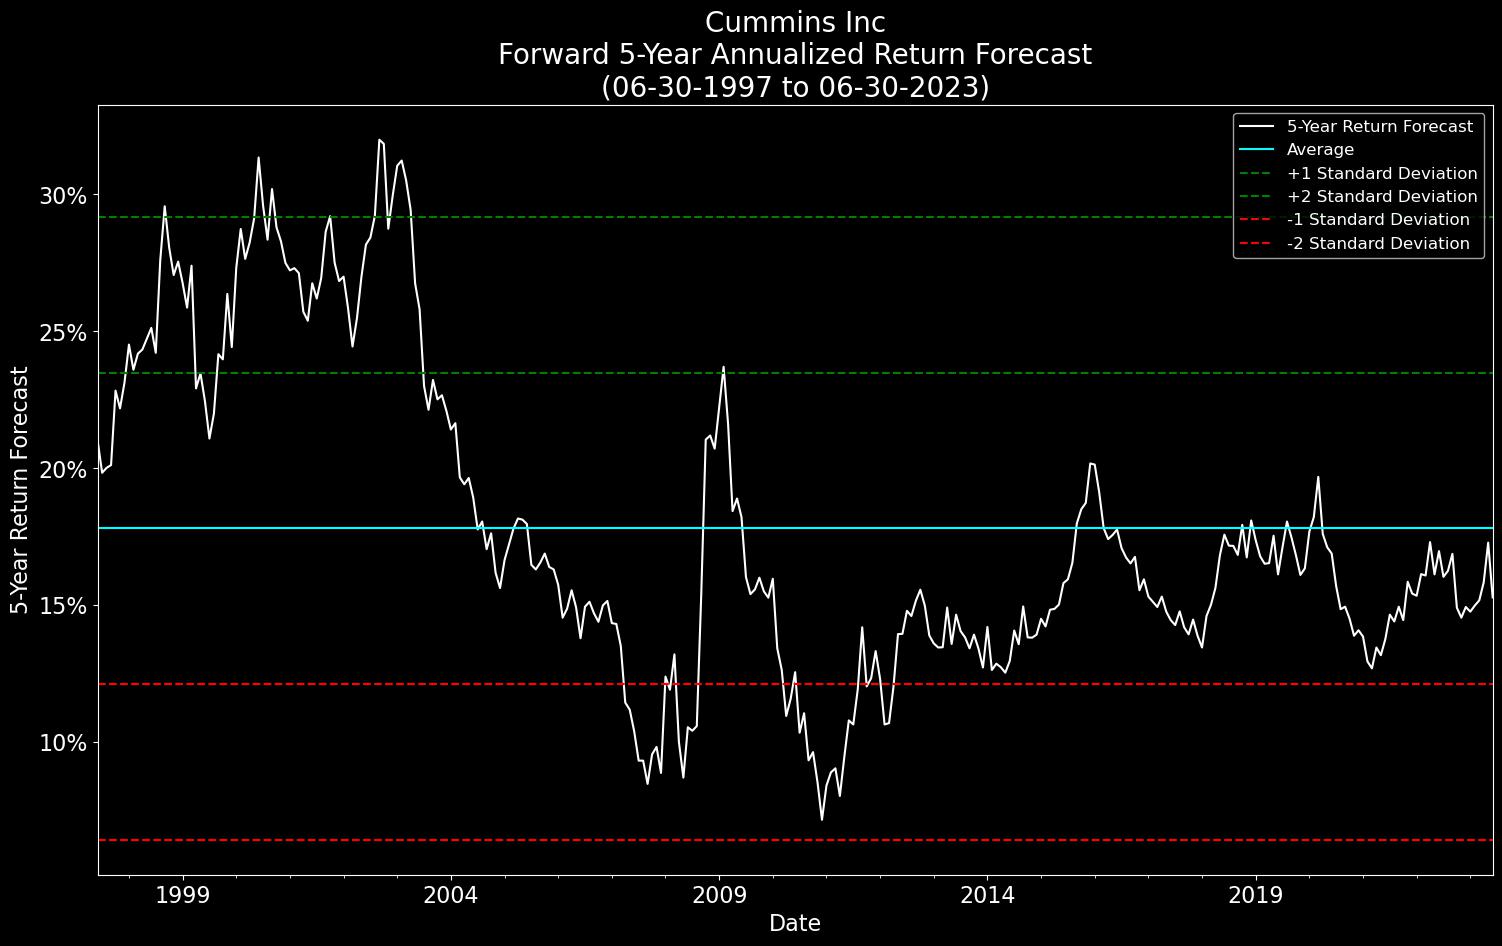 Cummins Inc
Forward 5-Year Annualized Return Forecast
(06-30-1997 to 06-30-2023)
5-Year Return Forecast
Average
+1 Standard Deviation
+2 Standard Deviation
-1 Standard Deviation
-2 Standard Deviation
30%
25%
20%
15%
10%
5-Year Return Forecast
1999 2004 2009 2014 2019
Date